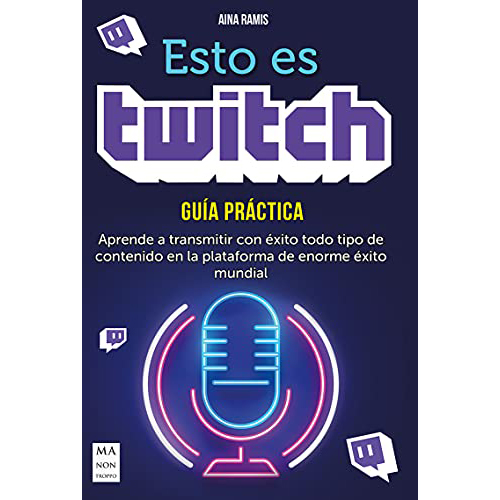 AINA RAMIS
Esto es
twitch
GUÍA PRÁCTICA
Aprende a transmitir con éxito todo tipo de
contenido en la plataforma de enorme éxito
mundial
MA
NON
TROPPO